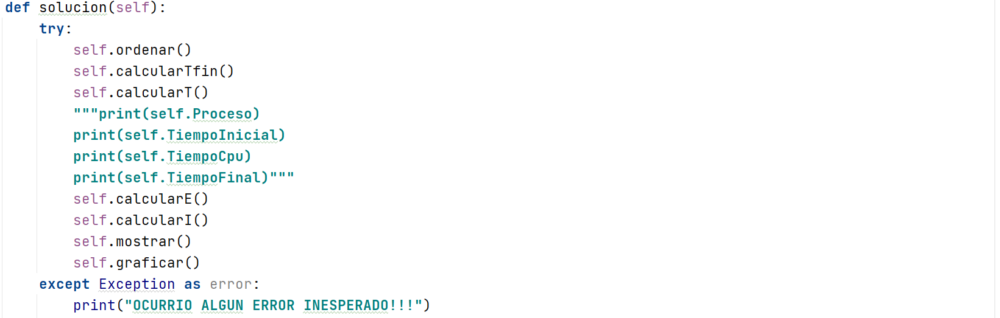 def solucion(self):
    try:
        self.ordenar()
        self.calcularTfin()
        self.calcularT()
        """print(self.Proceso)
        print(self.TiempoInicial)
        print(self.TiempoCpu)
        print(self.TiempoFinal)"""
        self.calcularE()
        self.calcularI()
        self.mostrar()
        self.graficar()
    except Exception as error:
        print("OCURRIO ALGUN ERROR INESPERADO!!!")